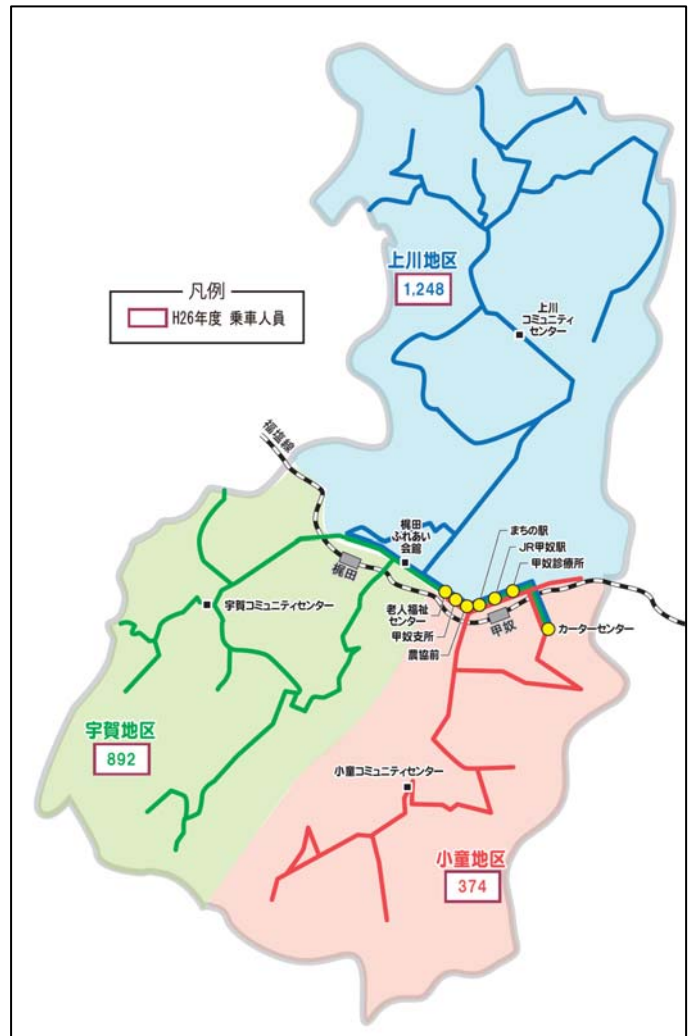 上川地区
1,248
凡例
H26年度 乗車人員
上川
コミュニティ
センター
福塩線
梶田
ふれあい
会館
まちの駅
JR甲奴駅
甲奴診療所
梶田
宇賀コミュニティセンター
老人福祉
センター
甲奴支所
農協前
甲奴
カーターセンター
宇賀地区
892
小童コミュニティセンター
小童地区
374